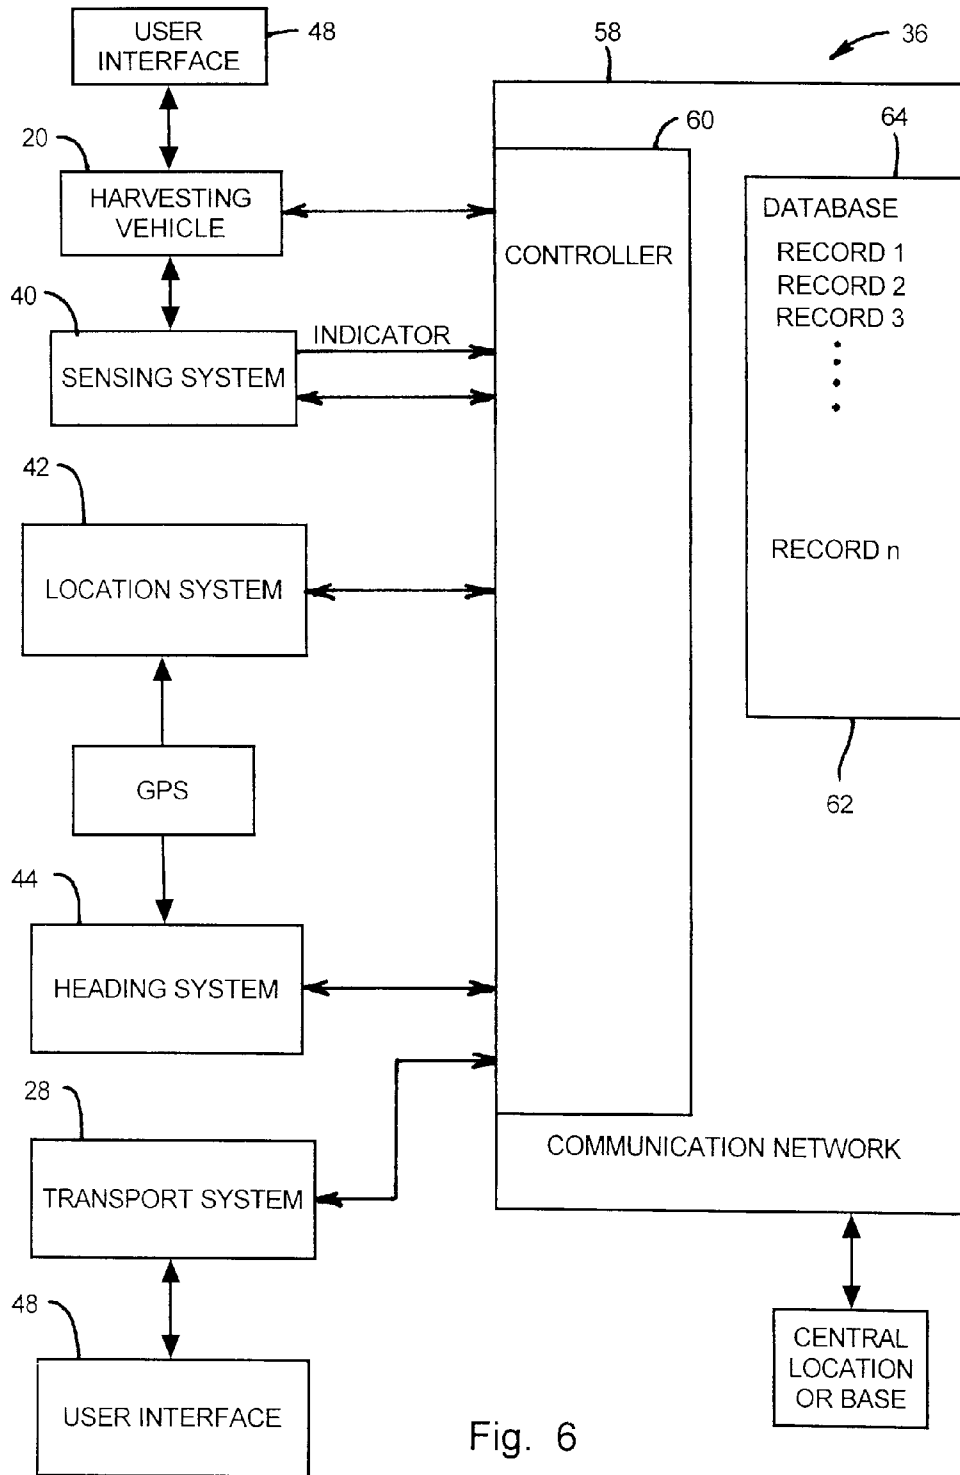 USER
INTERFACE
48
58
36
20
60
64
HARVESTING
VEHICLE
DATABASE
CONTROLLER
RECORD 1
RECORD 2
RECORD 3
40
INDICATOR
SENSING SYSTEM
42
RECORD n
LOCATION SYSTEM
GPS
62
44
HEADING SYSTEM
28
COMMUNICATION NETWORK
TRANSPORT SYSTEM
48
CENTRAL
LOCATION
OR BASE
USER INTERFACE
Fig. 6